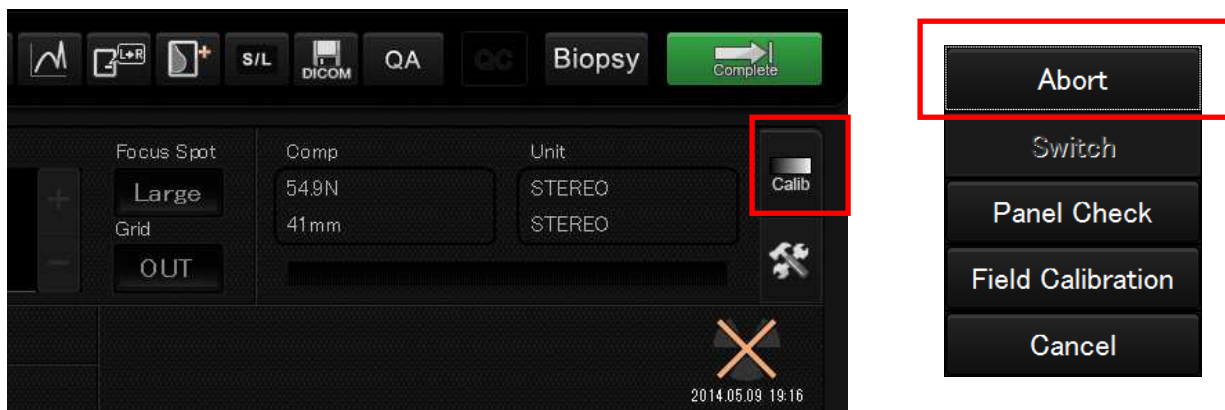 L↔R
S/L
DICOM
QA
QC
Biopsy
Complete
Focus Spot
Large
Grid
OUT
Comp
54.9N
41mm
Unit
STEREO
STEREO
Calib
2014.05.09 19:16
Abort
Switch
Panel Check
Field Calibration
Cancel